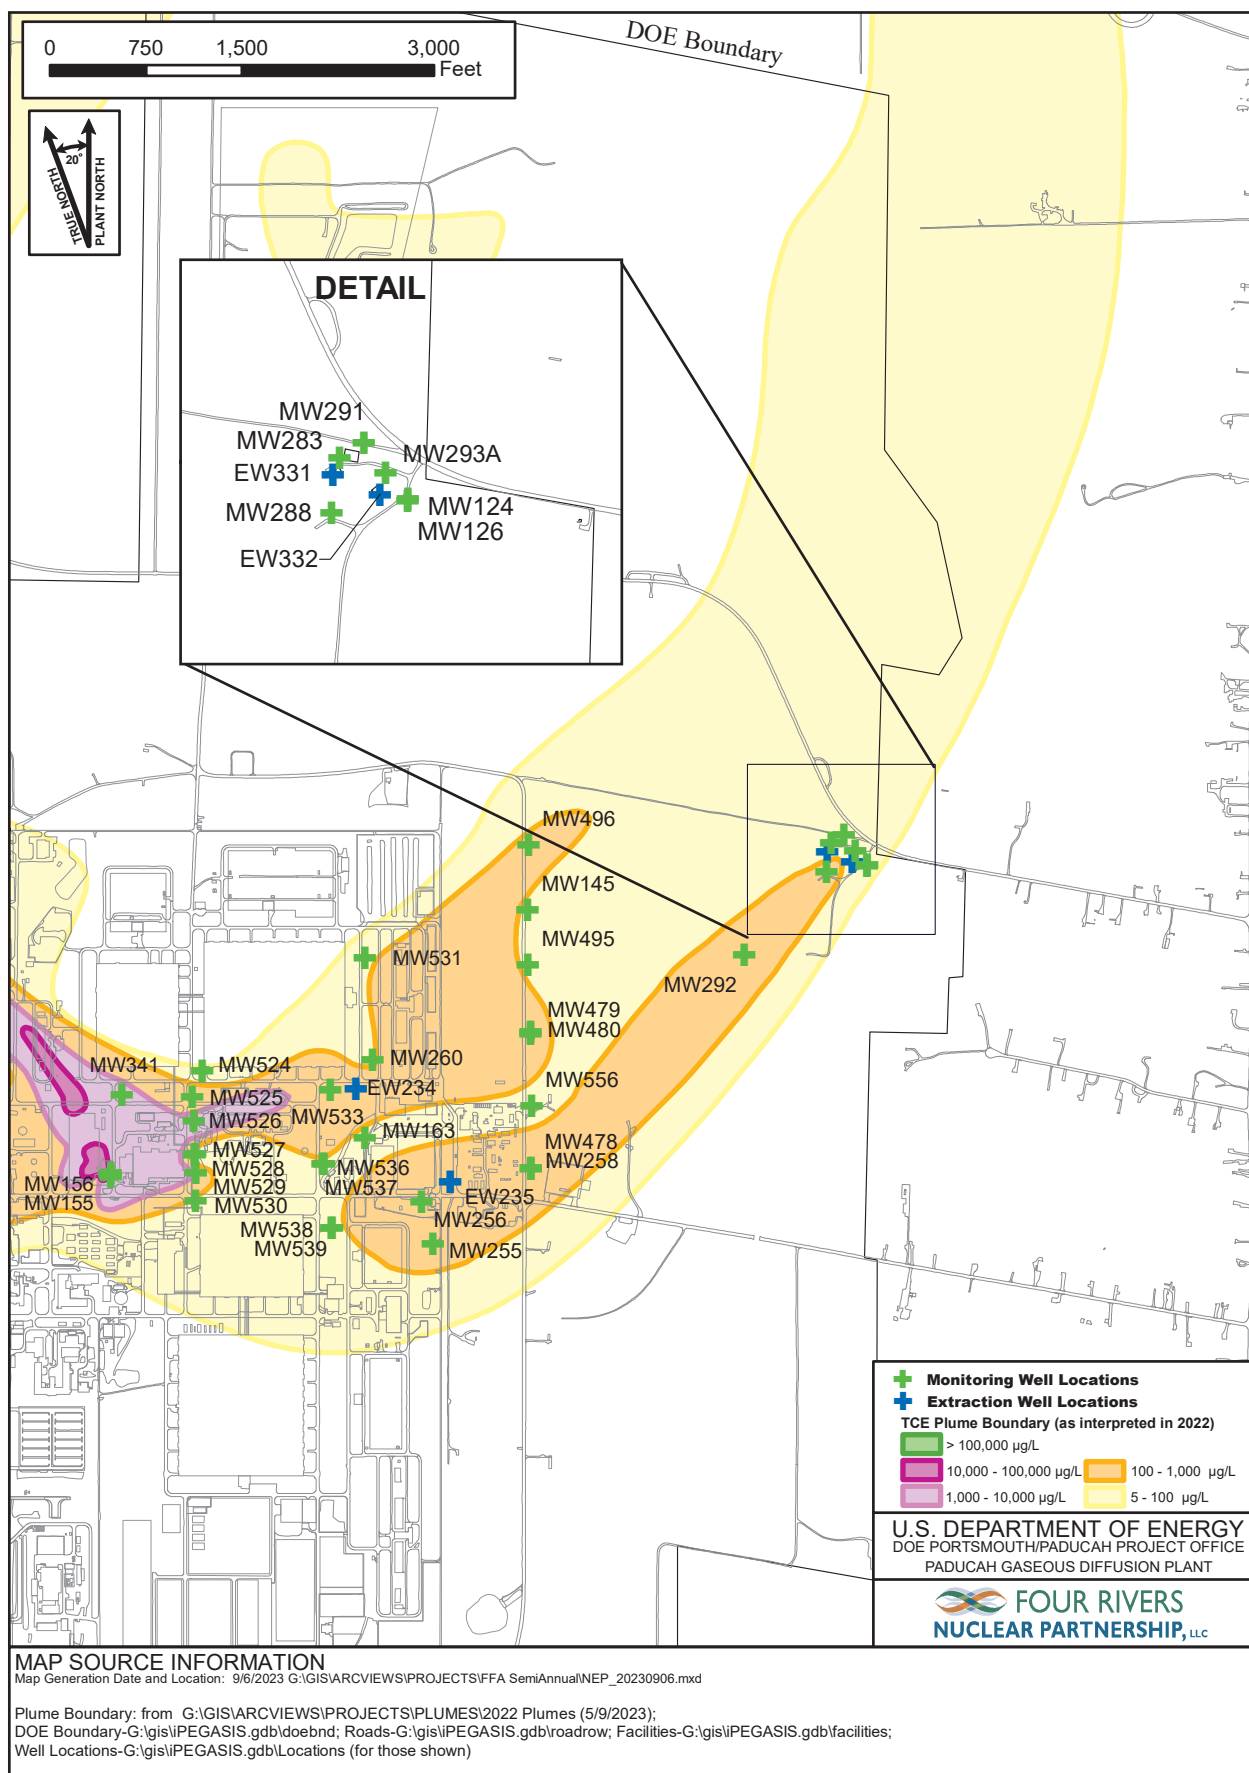 DOE Boundary
0 750 1,500 3,000
Feet
20°
TRUE NORTH
PLANT NORTH
DETAIL
MW291
MW283
MW293A
EW331
MW288
MW124
MW126
EW332
MW496
MW145
MW495
MW531
MW292
MW479
MW480
MW341
MW524
MW260
EW234
MW556
MW525
MW533
MW526
MW163
MW527
MW478
MW528
MW536
MW258
MW156
MW529
MW537
EW235
MW155
MW530
MW256
MW538
MW539
MW255
Monitoring Well Locations
Extraction Well Locations
TCE Plume Boundary (as interpreted in 2022)
> 100,000 µg/L
10,000 - 100,000 µg/L
100 - 1,000 µg/L
1,000 - 10,000 µg/L
5 - 100 µg/L
U.S. DEPARTMENT OF ENERGY
DOE PORTSMOUTH/PADUCAH PROJECT OFFICE
PADUCAH GASEOUS DIFFUSION PLANT
FOUR RIVERS
NUCLEAR PARTNERSHIP, LLC
MAP SOURCE INFORMATION
Map Generation Date and Location: 9/6/2023 G:\GIS\ARCVIEWS\PROJECTS\FFA SemiAnnual\NEP_20230906.mxd
Plume Boundary: from G:\GIS\ARCVIEWS\PROJECTS\PLUMES\2022 Plumes (5/9/2023);
DOE Boundary-G:\gis\iPEGASIS.gdb\doebnd; Roads-G:\gis\iPEGASIS.gdb\roadrow; Facilities-G:\gis\iPEGASIS.gdb\facilities;
Well Locations-G:\gis\iPEGASIS.gdb\Locations (for those shown)